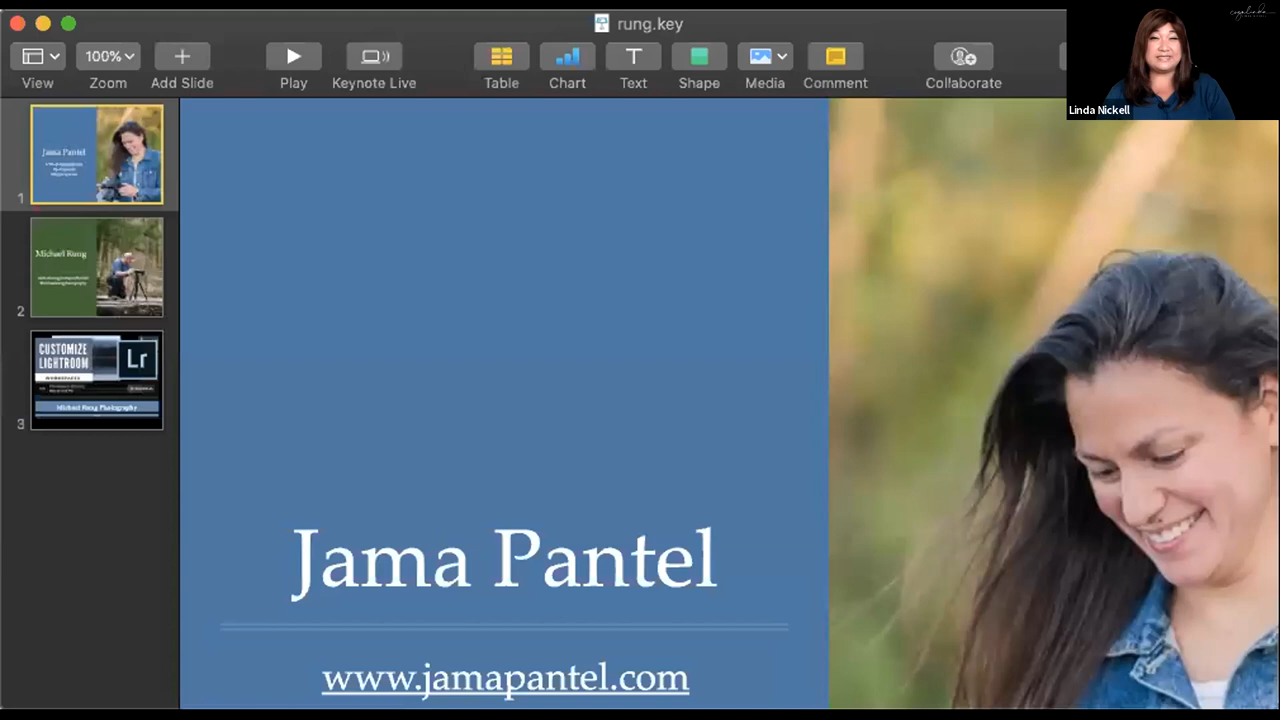 rung.key
100%
View
Zoom
Add Slide
Play
Keynote Live
Table
Chart
Text
Shape
Media
Comment
Collaborate
Linda Nickell
Jama Pantel
1
Michael Rung
2
CUSTOMIZE
LIGHTROOM
Lr
Michael Rung Photography
3
Jama Pantel
www.jamapantel.com